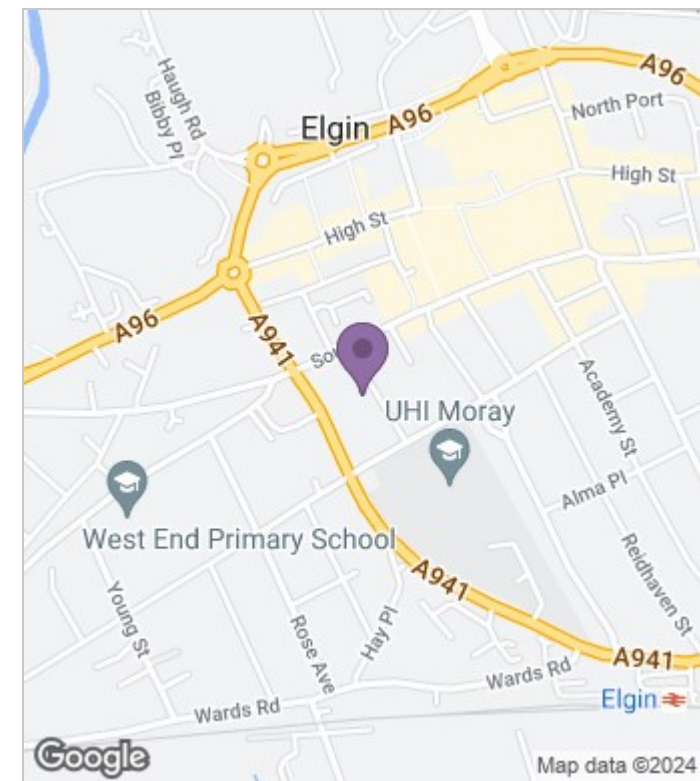 A96
North Port
Haugh Rd
Bibby Pl
Elgin
A96
High St
High St
A96
A941
UHI Moray
Academy St
Alma Pl
West End Primary School
Reidhaven St
Young St
Rose Ave
Hay Pl
A941
A941
Wards Rd
Wards Rd
Elgin
Google
Map data ©2024